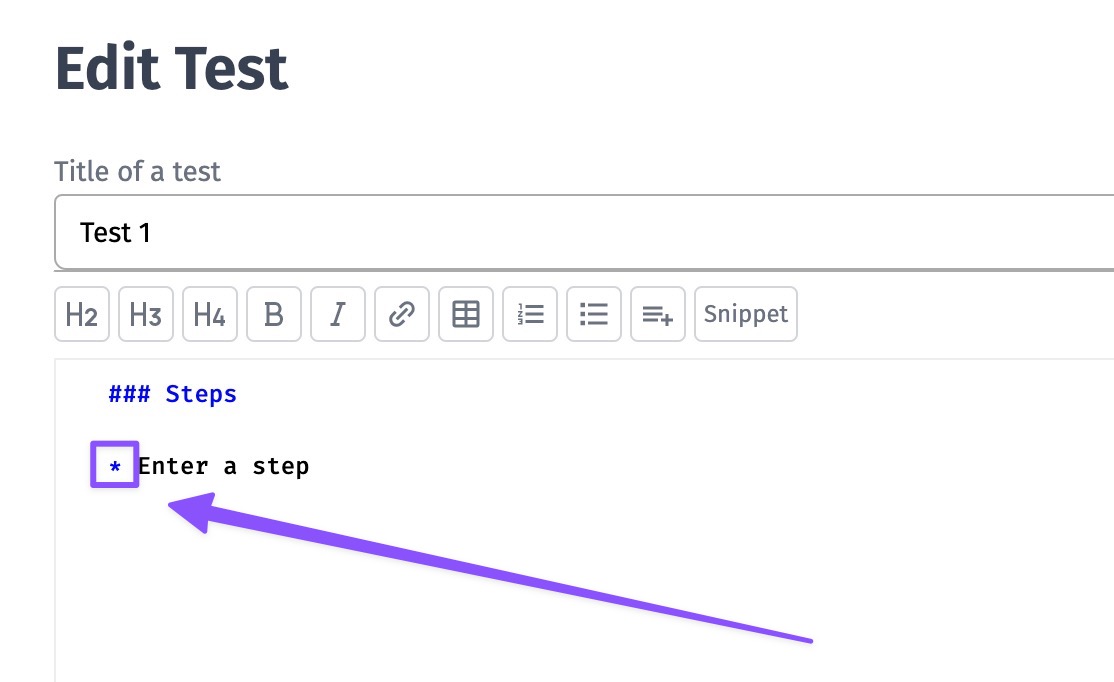 Edit Test
Title of a test
Test 1
H2 H3 H4 B I Snippet
### Steps
* Enter a step